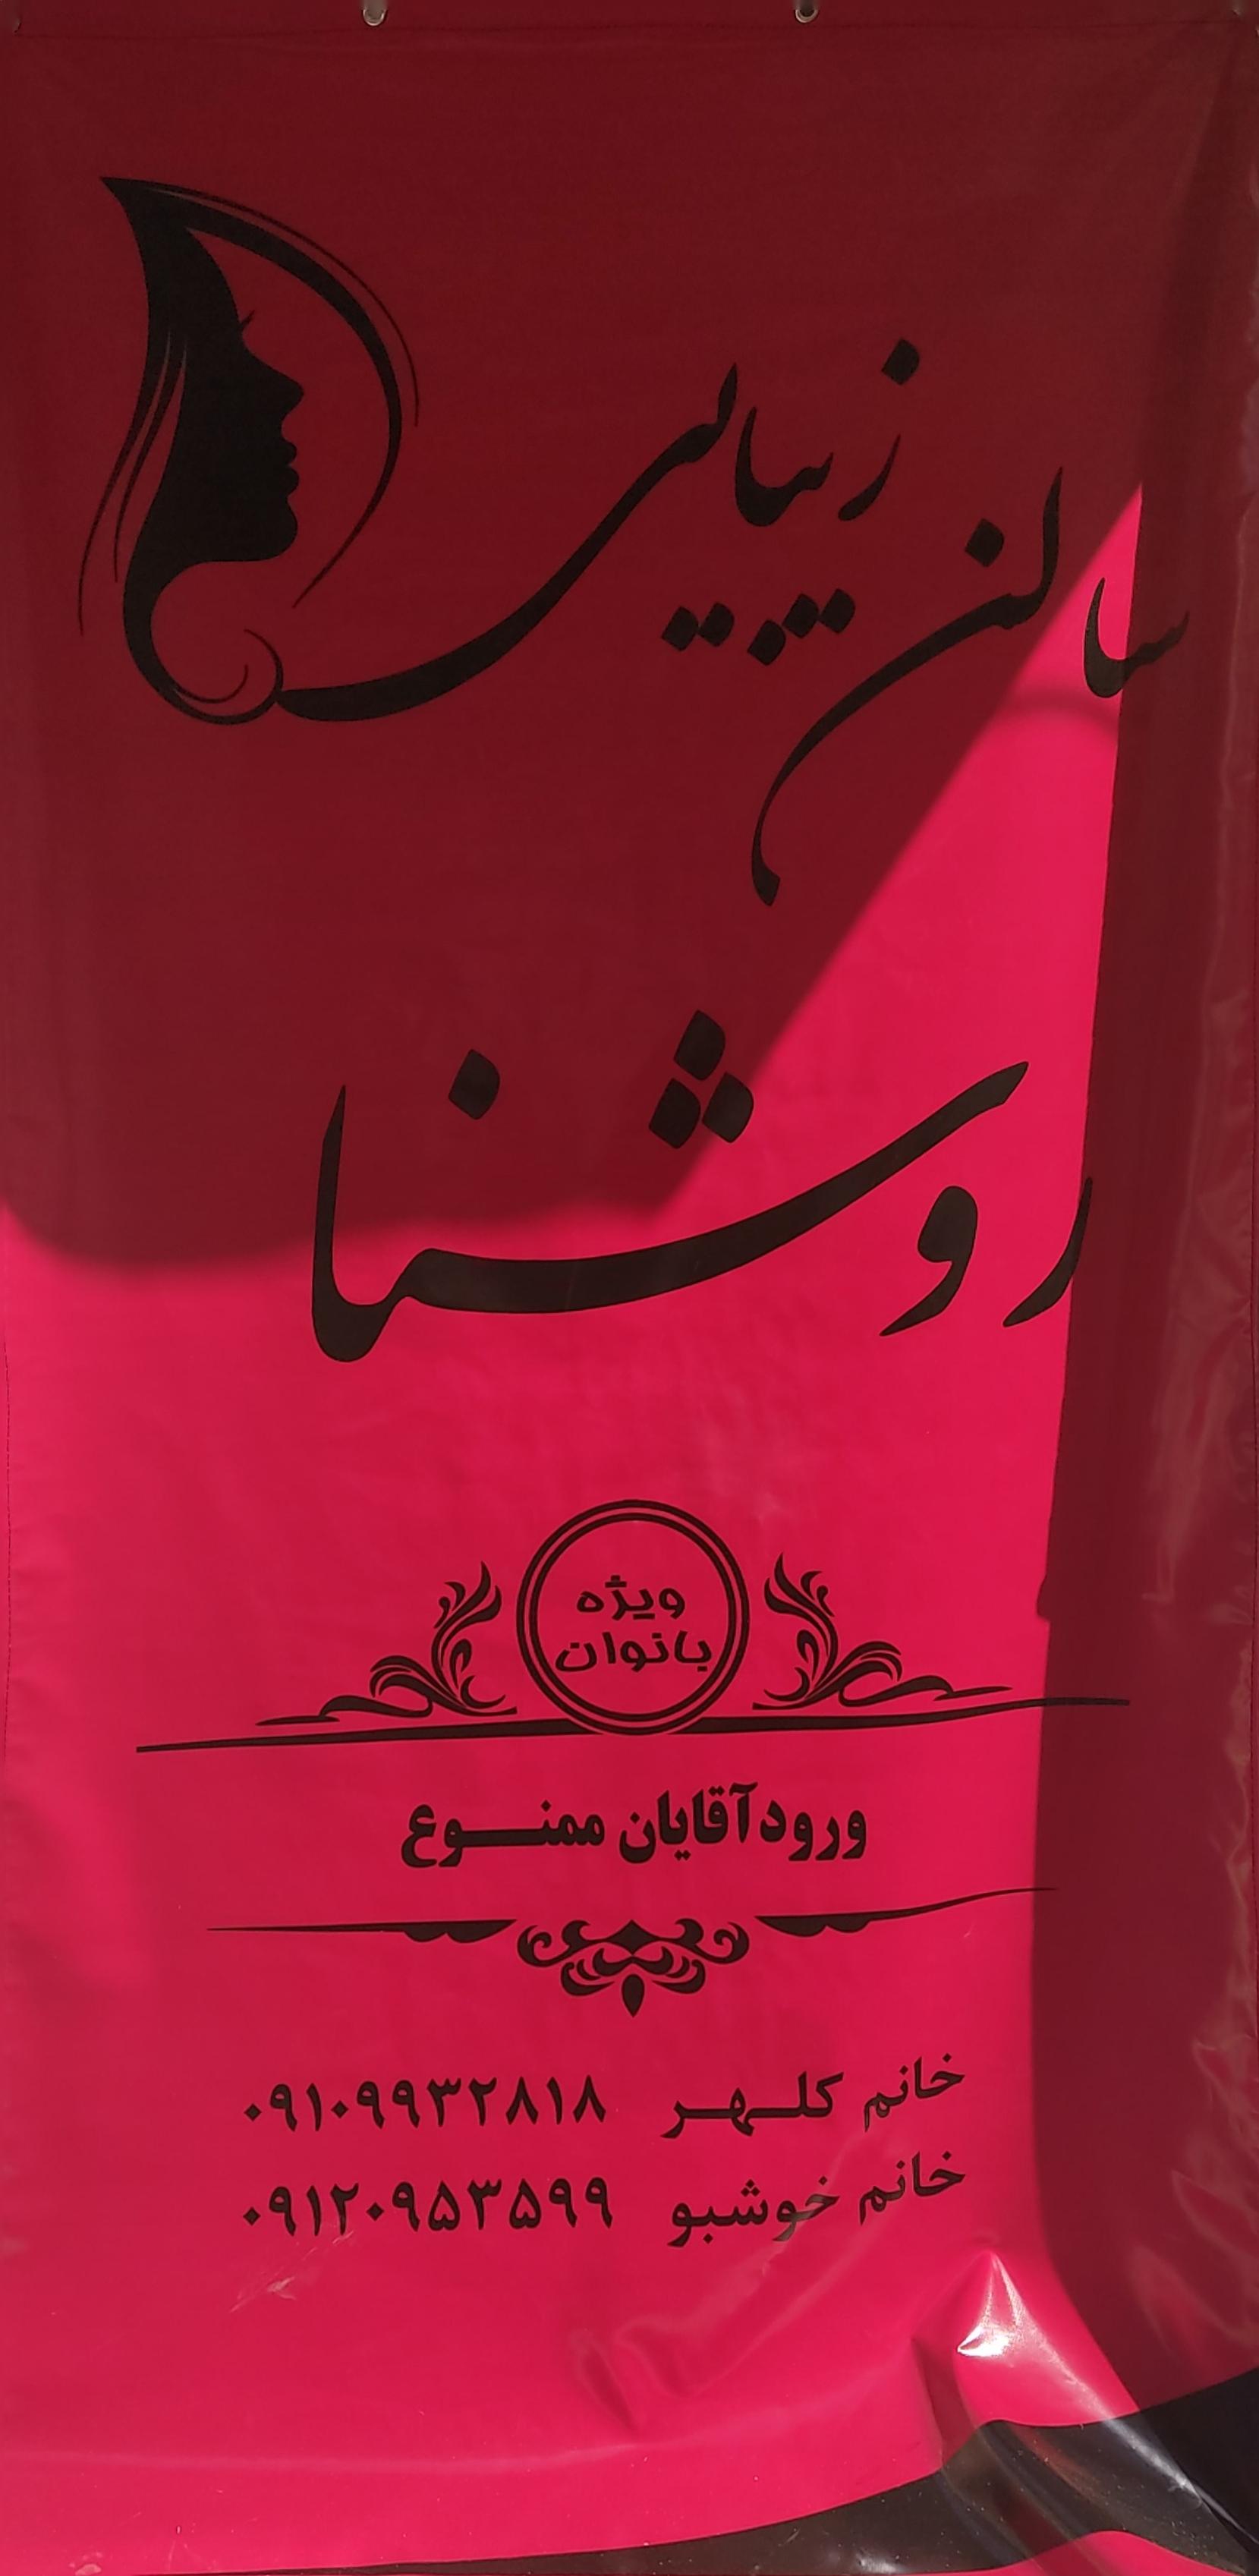 سالن زیبایی
روشنا
ویژه
بانوان
ورود آقایان ممنوع
خانم کلهر ۰۹۱۰۹۹۳۲۸۱۸
خانم خوشبو ۰۹۱۲۰۹۵۳۵۹۹